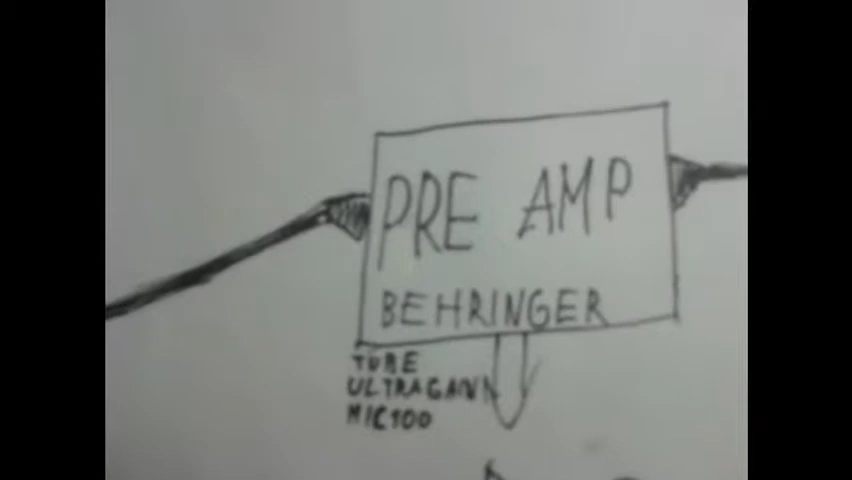 PRE AMP
BEHRINGER
TUBE
ULTRAGAIN
MIC100